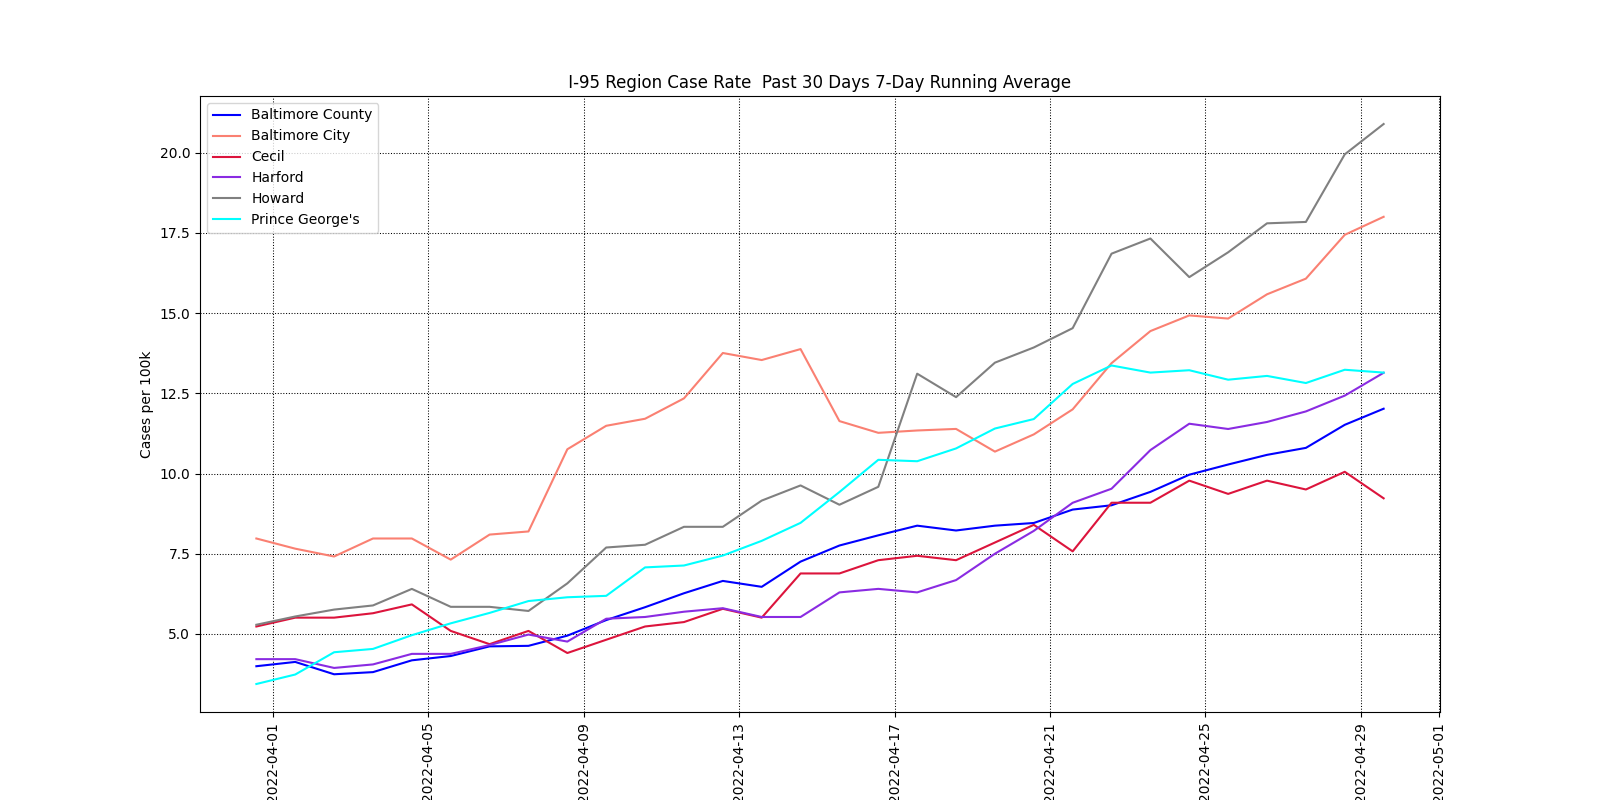 I-95 Region Case Rate  Past 30 Days 7-Day Running Average
Baltimore County
Baltimore City
Cecil
Harford
Howard
Prince George's
Cases per 100k
20.0
17.5
15.0
12.5
10.0
7.5
5.0
2022-04-01
2022-04-05
2022-04-09
2022-04-13
2022-04-17
2022-04-21
2022-04-25
2022-04-29
2022-05-01